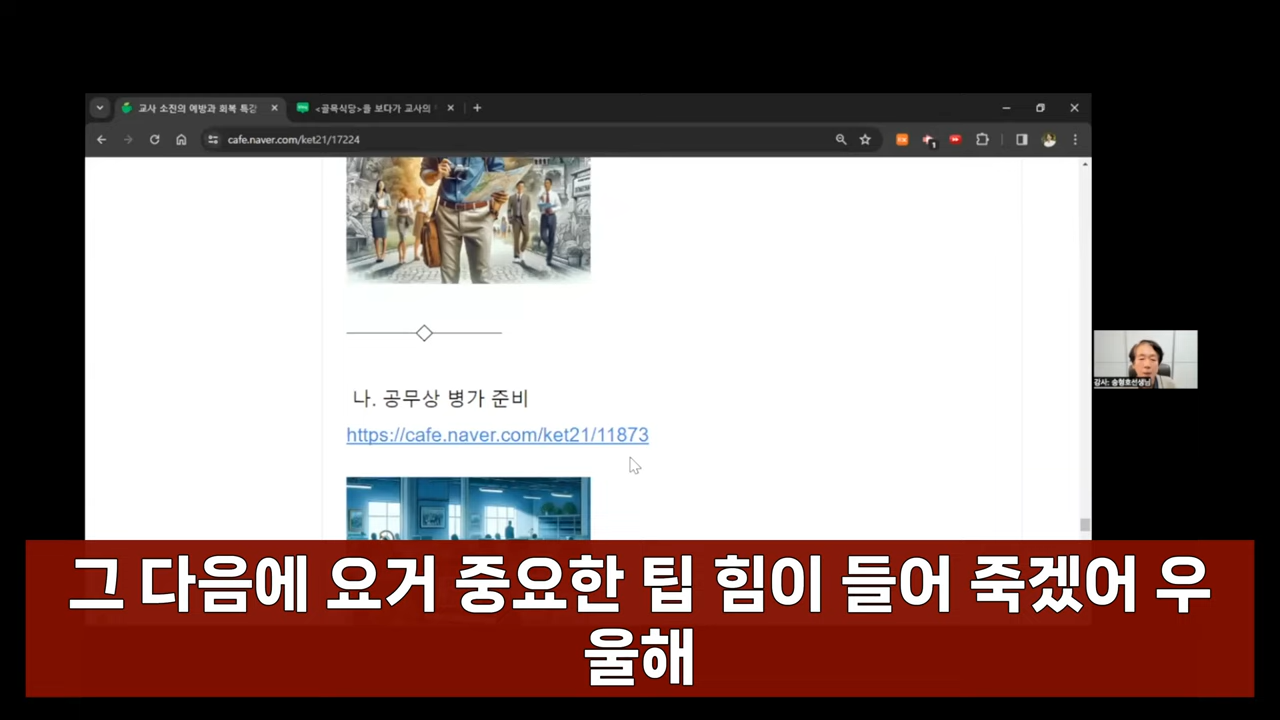 교사 소진의 예방과 회복 특강
<골목식당>을 보다가 교사의
cafe.naver.com/ket21/17224
나. 공무상 병가 준비
https://cafe.naver.com/ket21/11873
강사: 송형호선생님
그 다음에 요거 중요한 팁 힘이 들어 죽겠어 우
울해